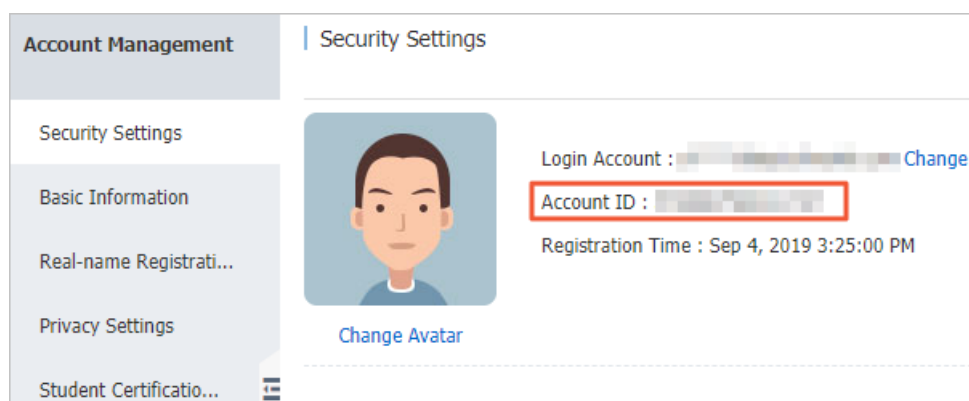 Account Management
Security Settings
Basic Information
Real-name Registrati...
Privacy Settings
Student Certificatio...
Security Settings
Login Account : Change
Account ID :
Registration Time : Sep 4, 2019 3:25:00 PM
Change Avatar